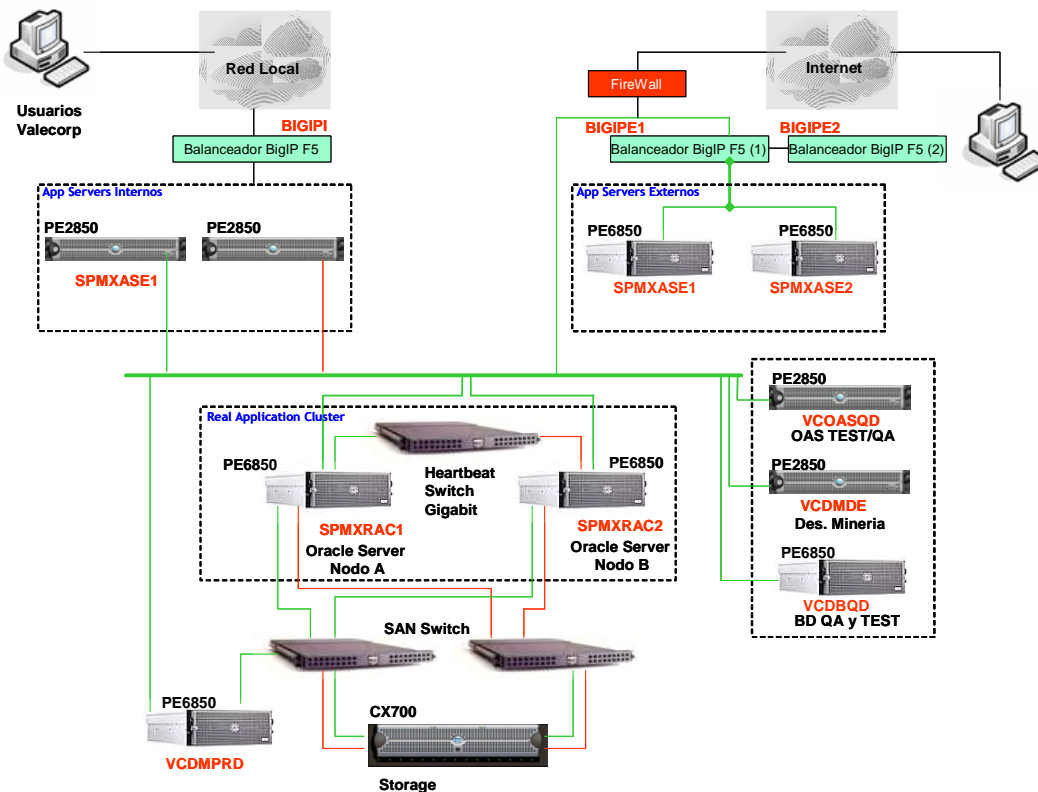 Red Local
Internet
Usuarios
Valecorp
FireWall
BIGIPI
Balanceador BigIP F5
BIGIPE1
BIGIPE2
Balanceador BigIP F5 (1)
Balanceador BigIP F5 (2)
App Servers Internos
PE2850
PE2850
SPMXASE1
App Servers Externos
PE6850
PE6850
SPMXASE1
SPMXASE2
Real Application Cluster
PE6850
PE6850
Heartbeat
Switch
Gigabit
SPMXRAC1
Oracle Server
Nodo A
SPMXRAC2
Oracle Server
Nodo B
PE2850
VCOASQD
OAS TEST/QA
PE2850
VCDMDE
Des. Mineria
PE6850
VCDBQD
BD QA y TEST
SAN Switch
PE6850
VCDMPRD
CX700
Storage